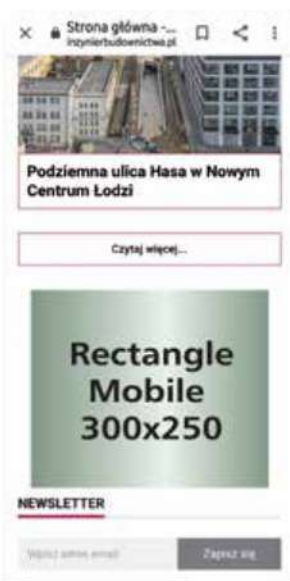 Strona główna -...
inzynierbudownictwa.pl
Podziemna ulica Hasa w Nowym
Centrum Łodzi
Czytaj więcej...
Rectangle
Mobile
300x250
NEWSLETTER
Wpisz adres email
Zapisz się